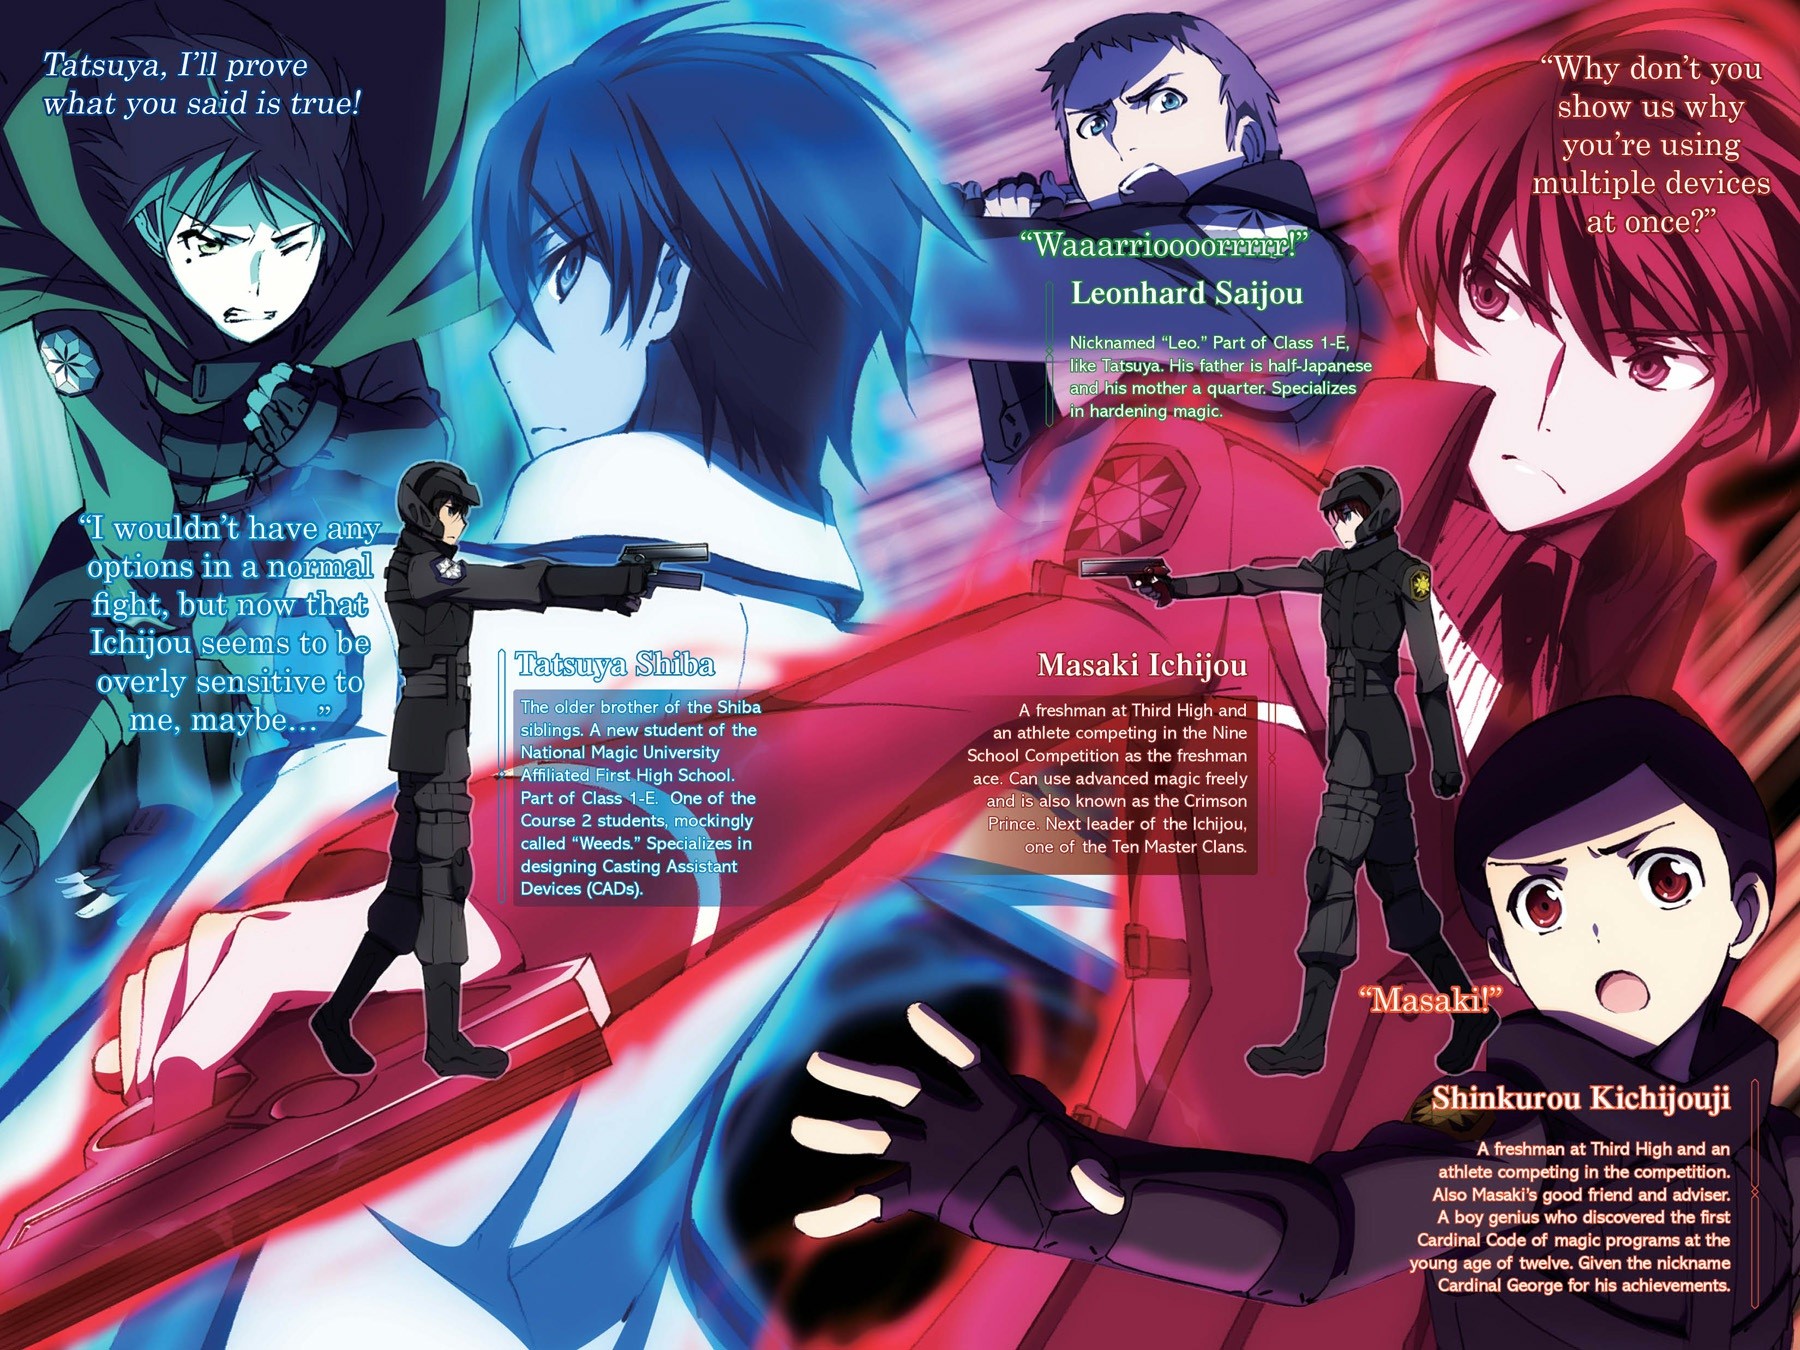 Tatsuya, I'll prove
what you said is true!
“I wouldn't have any
options in a normal
fight, but now that
Ichijou seems to be
overly sensitive to
me, maybe…”
Tatsuya Shiba
The older brother of the Shiba
siblings. A new student of the
National Magic University
Affiliated First High School.
Part of Class 1-E. One of the
Course 2 students, mockingly
called “Weeds.” Specializes in
designing Casting Assistant
Devices (CADs).
“Waaarrioooorrrrr!”
Leonhard Saijou
Nicknamed “Leo.” Part of Class 1-E,
like Tatsuya. His father is half-Japanese
and his mother a quarter. Specializes
in hardening magic.
“Why don't you
show us why
you're using
multiple devices
at once?”
Masaki Ichijou
A freshman at Third High and
an athlete competing in the Nine
School Competition as the freshman
ace. Can use advanced magic freely
and is also known as the Crimson
Prince. Next leader of the Ichijou,
one of the Ten Master Clans.
“Masaki!”
Shinkurou Kichijouji
A freshman at Third High and an
athlete competing in the competition.
Also Masaki's good friend and adviser.
A boy genius who discovered the first
Cardinal Code of magic programs at the
young age of twelve. Given the nickname
Cardinal George for his achievements.